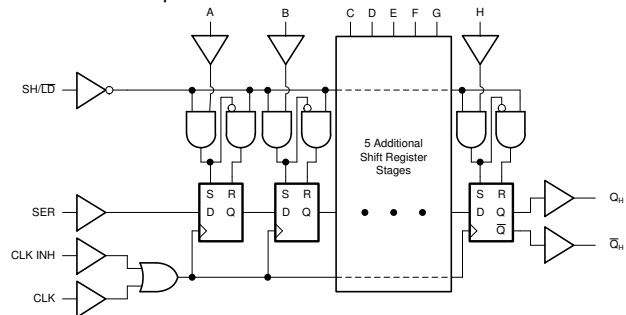 A B C D E F G H
SH/LD
5 Additional
Shift Register
Stages
S R S R S R
SER D Q D Q D Q QH
Q QH
CLK INH
CLK